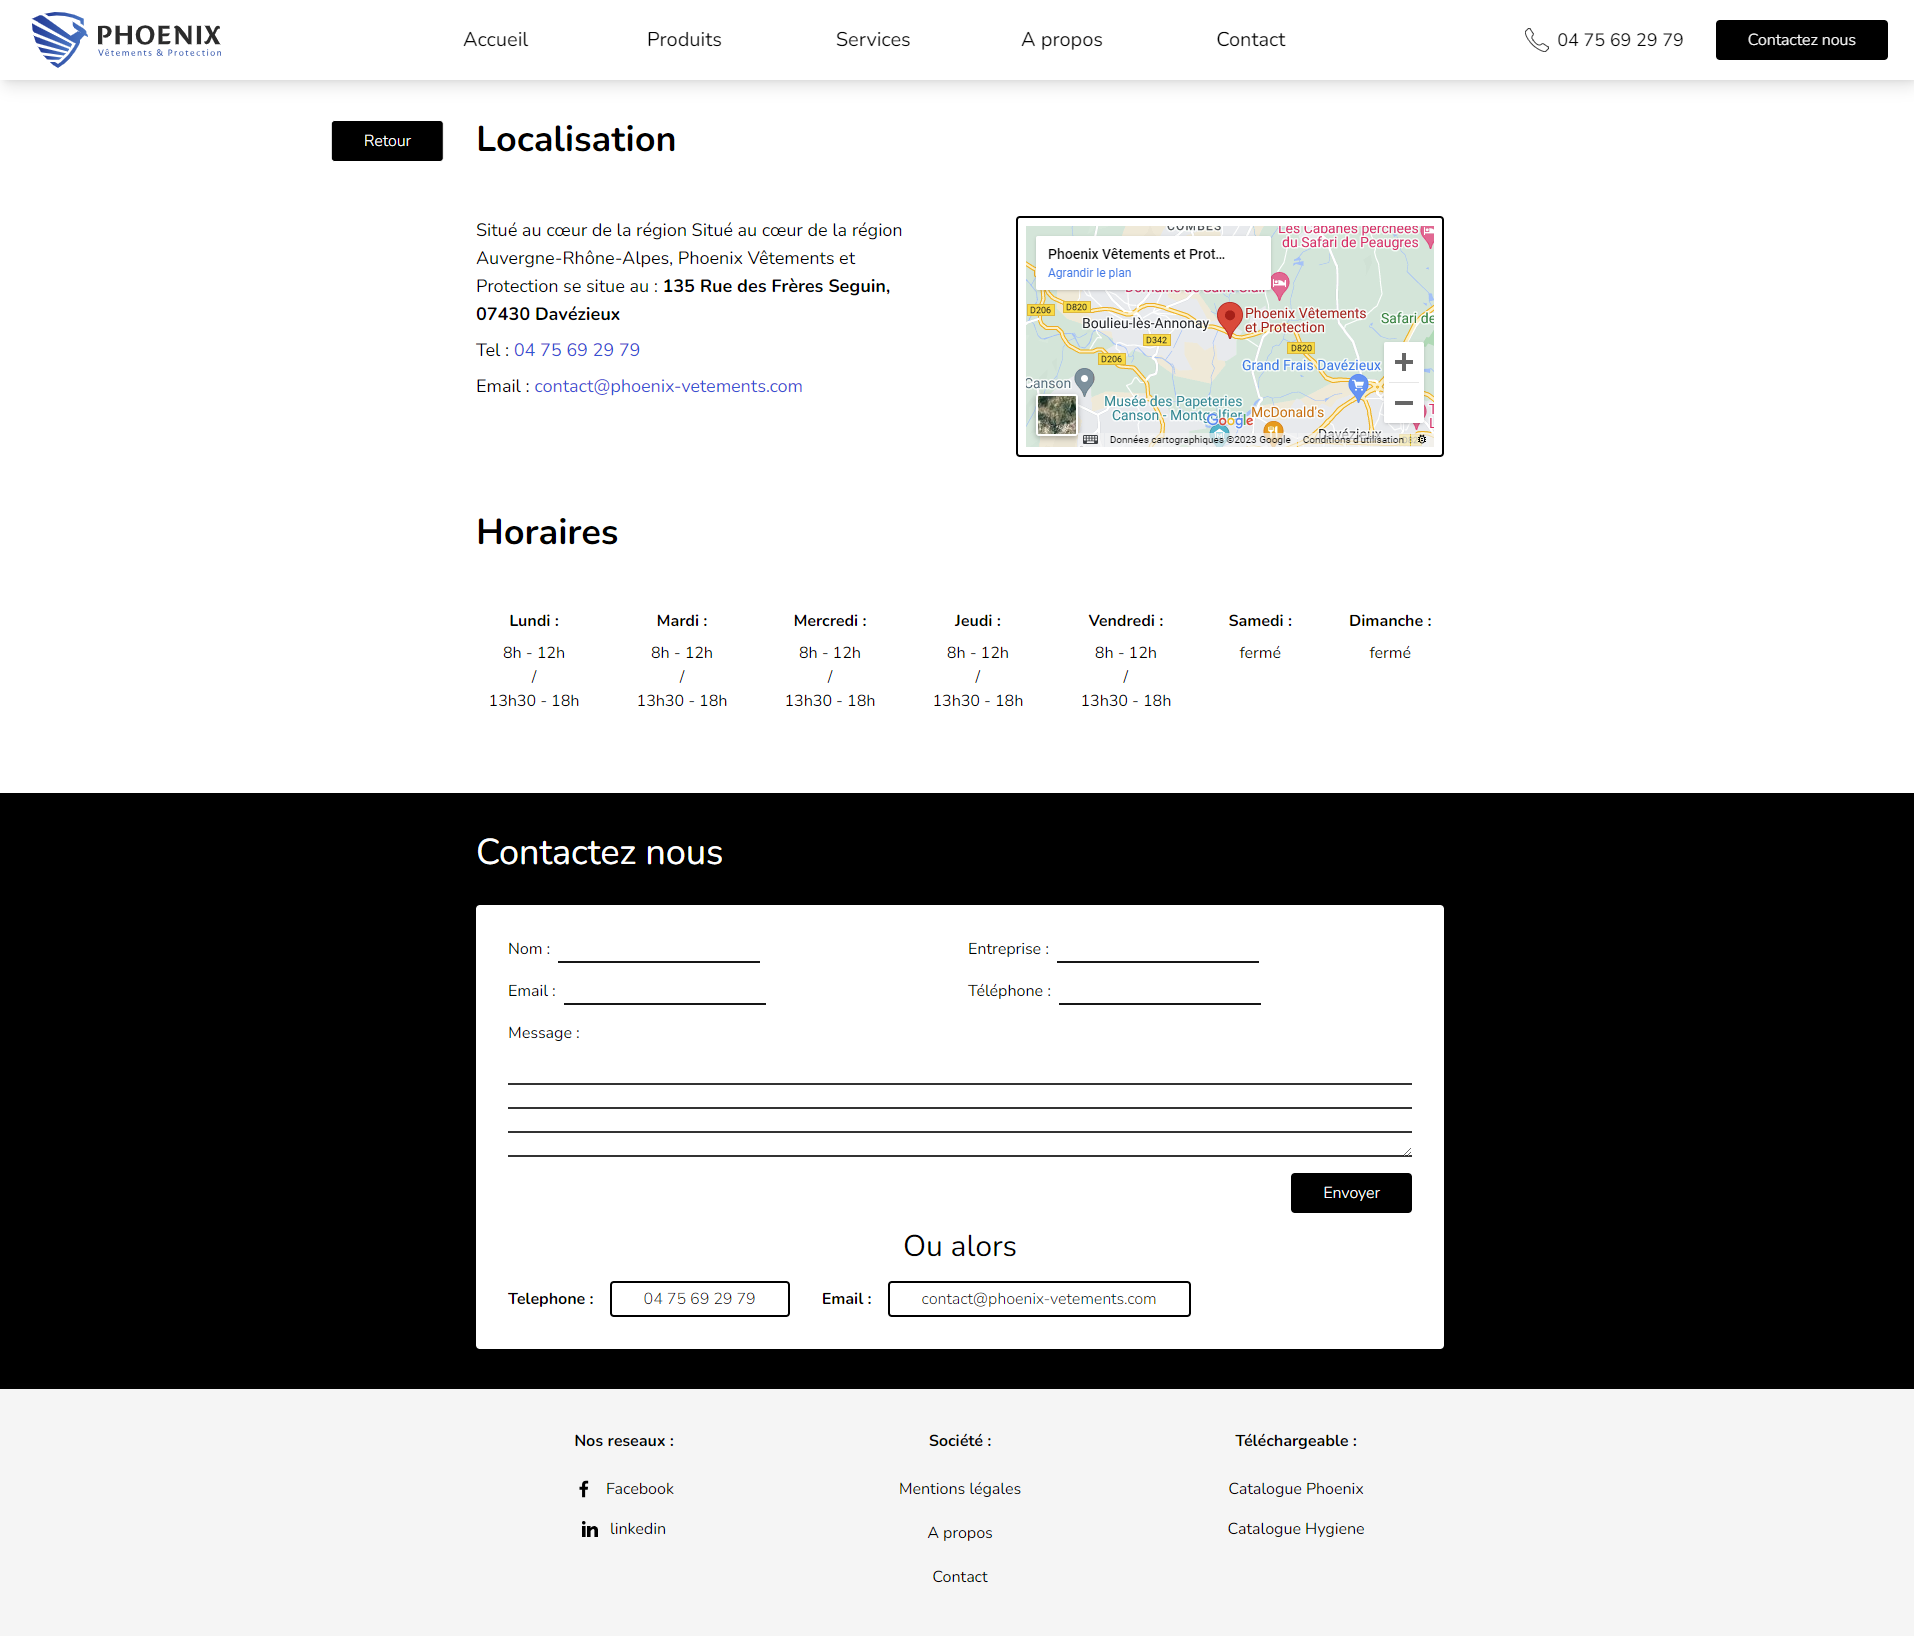 PHOENIX
Vêtements & Protection
Accueil
Produits
Services
A propos
Contact
04 75 69 29 79
Contactez nous
Retour
Localisation
Situé au cœur de la région Situé au cœur de la région
Auvergne-Rhône-Alpes, Phoenix Vêtements et
Protection se situe au : 135 Rue des Frères Seguin,
07430 Davézieux
Tel : 04 75 69 29 79
Email : contact@phoenix-vetements.com
COMBES
Les Cabanes perchées
du Safari de Peaugres
Phoenix Vêtements et Prot...
Agrandir le plan
Domaine de Saint Clair
D206
D820
Boulieu-lès-Annonay
Phoenix Vêtements
et Protection
Safari de
D342
D820
D206
Grand Frais Davézieux
Canson
Musée des Papeteries
Canson - Montgolfier
Google
McDonald's
Davézieux
Données cartographiques ©2023 Google
Conditions d'utilisation
Horaires
Lundi :
8h - 12h
/
13h30 - 18h
Mardi :
8h - 12h
/
13h30 - 18h
Mercredi :
8h - 12h
/
13h30 - 18h
Jeudi :
8h - 12h
/
13h30 - 18h
Vendredi :
8h - 12h
/
13h30 - 18h
Samedi :
fermé
Dimanche :
fermé
Contactez nous
Nom :
Entreprise :
Email :
Téléphone :
Message :
Envoyer
Ou alors
Telephone :
04 75 69 29 79
Email :
contact@phoenix-vetements.com
Nos reseaux :
Facebook
linkedin
Société :
Mentions légales
A propos
Contact
Téléchargeable :
Catalogue Phoenix
Catalogue Hygiene